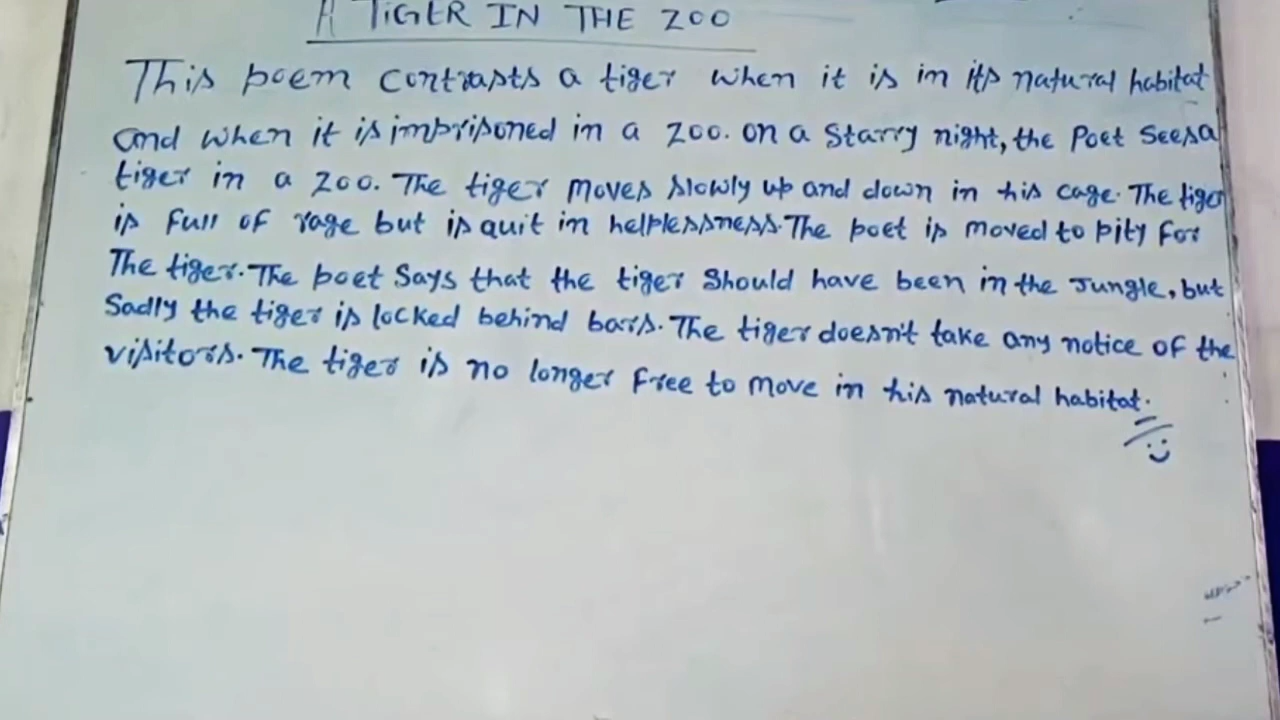 A TIGER IN THE ZOO
This poem contrasts a tiger when it is in its natural habitat
and when it is imprisoned in a zoo. on a starry night, the Poet sees a
tiger in a zoo. The tiger moves slowly up and down in his cage. The tiger
is full of rage but is quit in helplessness. The poet is moved to pity for
The tiger. The poet says that the tiger should have been in the Jungle, but
Sadly the tiger is locked behind bars. The tiger doesn't take any notice of the
visitors. The tiger is no longer free to move in his natural habitat.